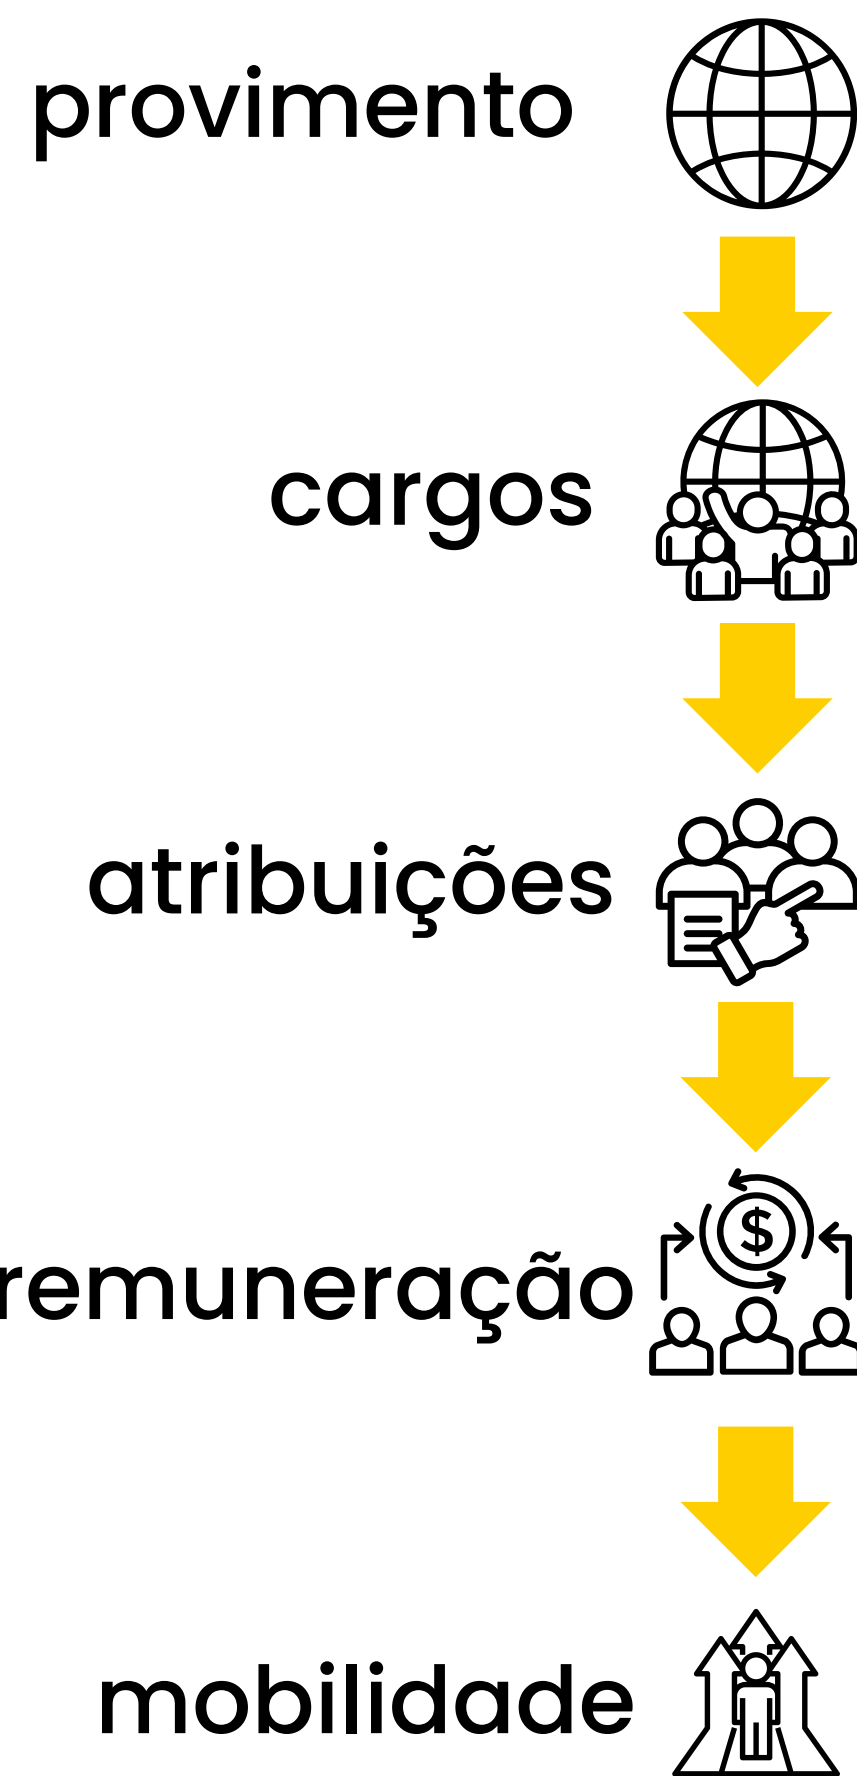 provimento
cargos
atribuições
$
remuneração
mobilidade